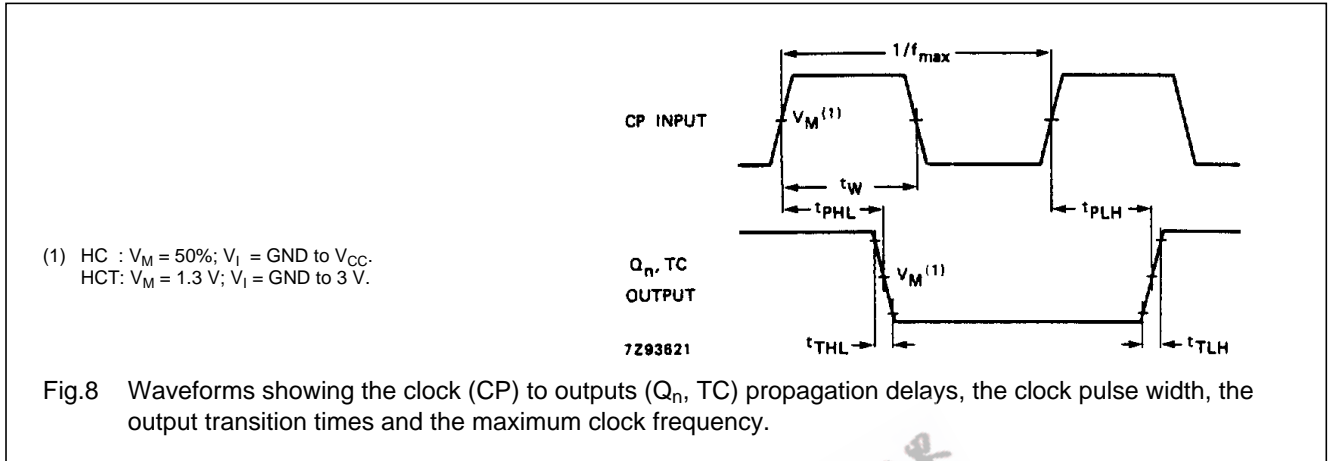 1/fmax
CP INPUT
VM(1)
tW
tPHL
tPLH
(1) HC : VM = 50%; VI = GND to VCC.
HCT: VM = 1.3 V; VI = GND to 3 V.
Qn, TC
OUTPUT
VM(1)
7Z93621
tTHL
tTLH
Fig.8 Waveforms showing the clock (CP) to outputs (Qn, TC) propagation delays, the clock pulse width, the
output transition times and the maximum clock frequency.